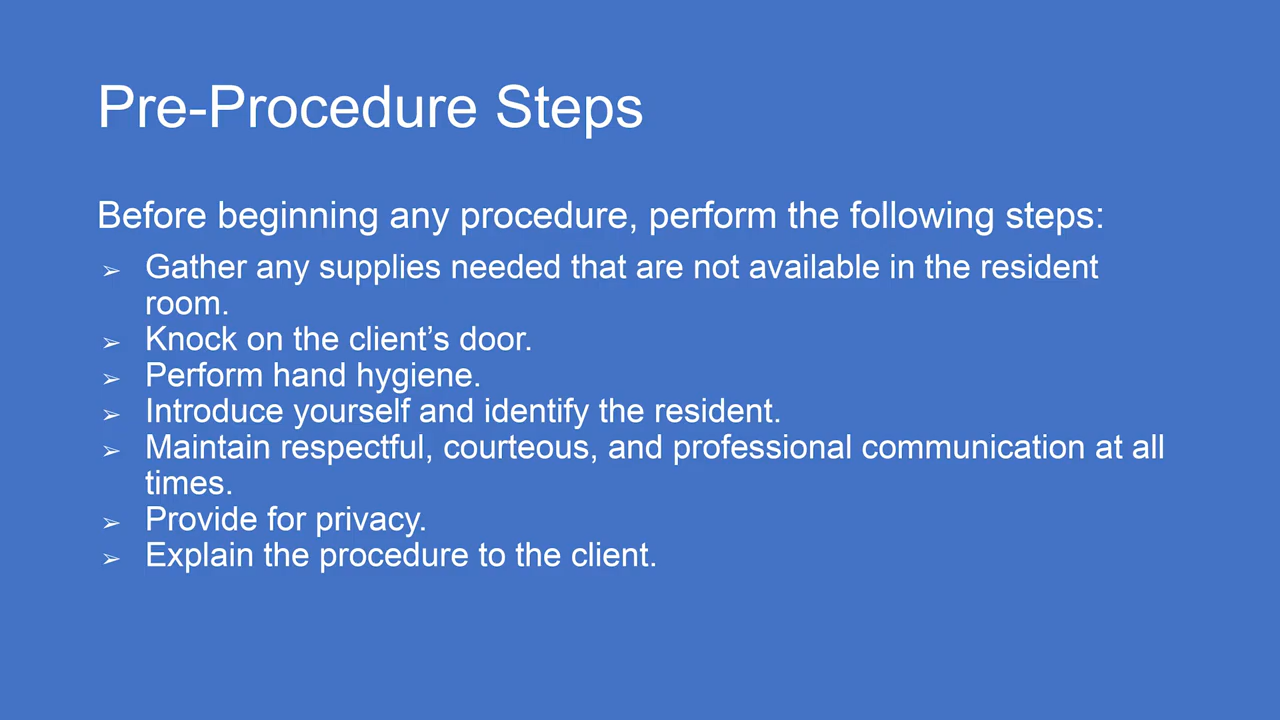 Pre-Procedure Steps
Before beginning any procedure, perform the following steps:
➢ Gather any supplies needed that are not available in the resident
room.
➢ Knock on the client’s door.
➢ Perform hand hygiene.
➢ Introduce yourself and identify the resident.
➢ Maintain respectful, courteous, and professional communication at all
times.
➢ Provide for privacy.
➢ Explain the procedure to the client.